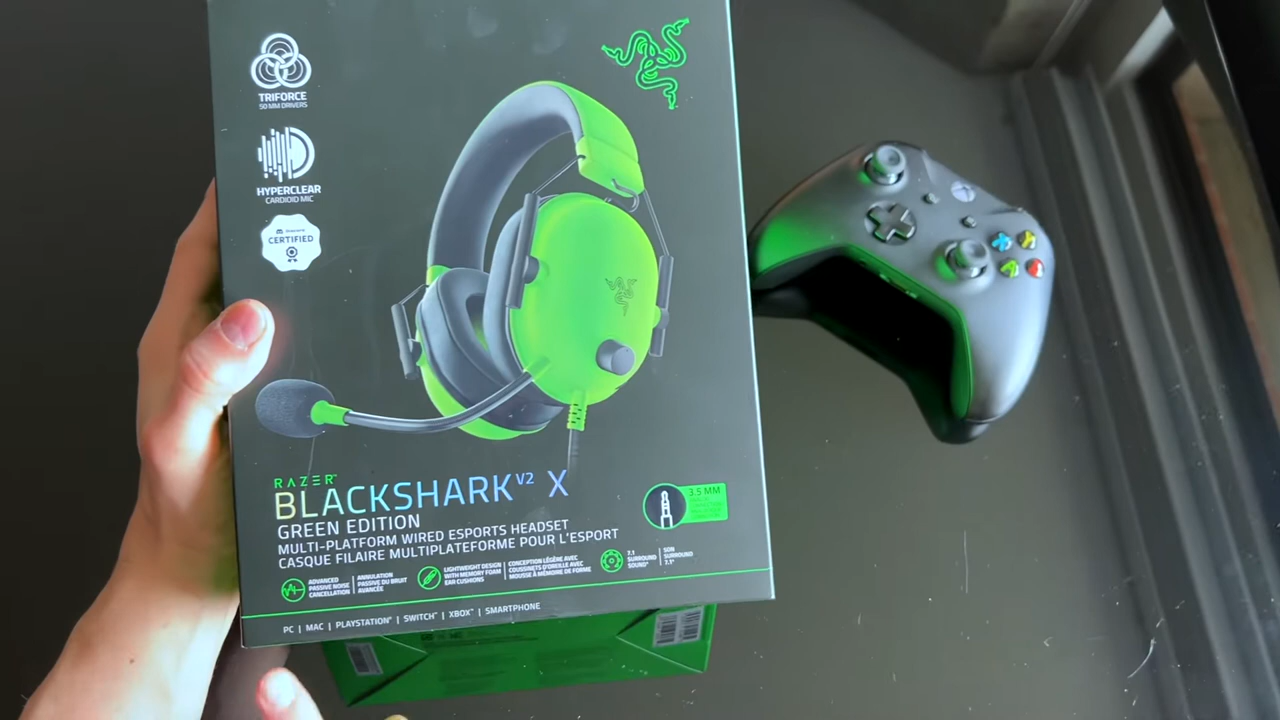 TRIFORCE
50 MM DRIVERS
HYPERCLEAR
CARDIOID MIC
CERTIFIED
RAZER™
BLACKSHARK V2 X
GREEN EDITION
MULTI-PLATFORM WIRED ESPORTS HEADSET
CASQUE FILAIRE MULTIPLATEFORME POUR L'ESPORT
3.5 MM
ADVANCED
PASSIVE NOISE
CANCELLATION
ANNULATION
PASSIVE DU BRUIT
AVANCÉE
LIGHTWEIGHT DESIGN
WITH MEMORY FOAM
EAR CUSHIONS
CONCEPTION LÉGÈRE AVEC
COUSSINETS D'OREILLE AVEC
MOUSSE À MÉMOIRE DE FORME
7.1
SURROUND
SOUND*
SON
SURROUND
7.1*
PC | MAC | PLAYSTATION® | SWITCH™ | XBOX™ | SMARTPHONE